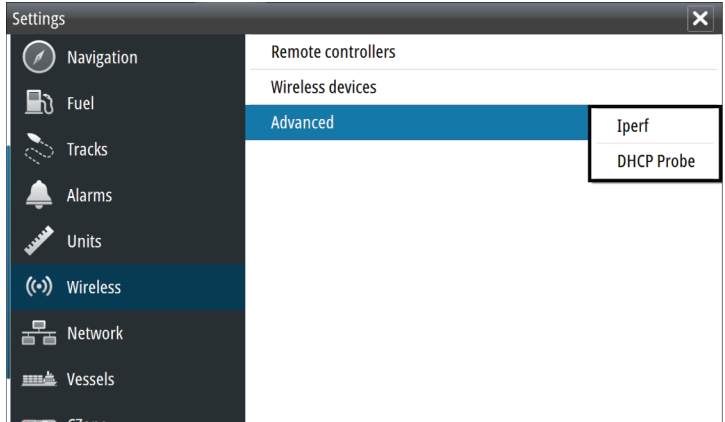 Settings
Navigation
Fuel
Tracks
Alarms
Units
Wireless
Network
Vessels
Remote controllers
Wireless devices
Advanced
Iperf
DHCP Probe